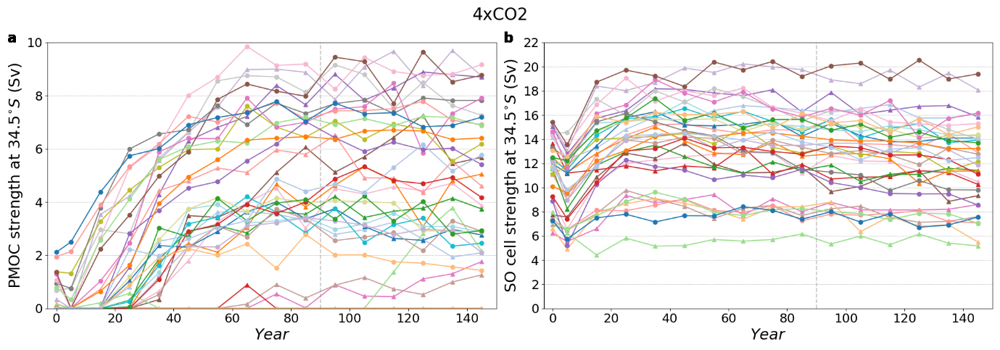 4xCO2
a
PMOC strength at 34.5°S (Sv)
10
8
6
4
2
0
0 20 40 60 80 100 120 140
Year
b
SO cell strength at 34.5°S (Sv)
22
20
18
16
14
12
10
8
6
4
2
0
0 20 40 60 80 100 120 140
Year